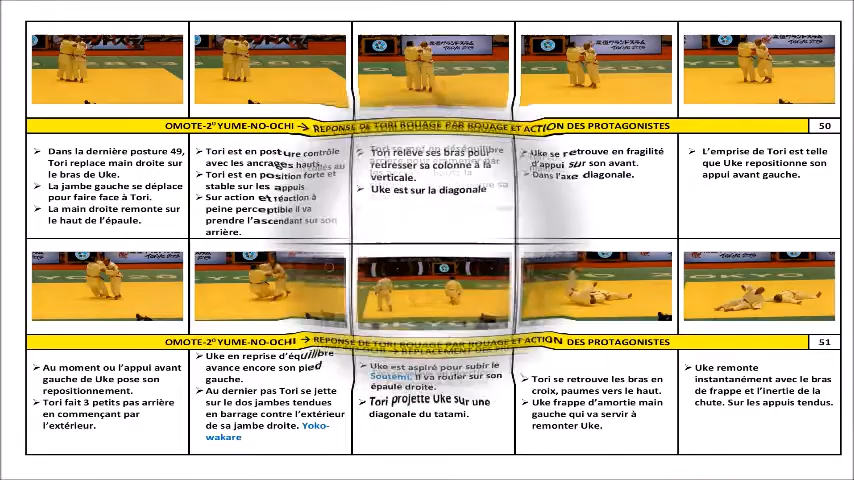 OMOTE-2° YUME-NO-OCHI → REPONSE DE TORI ROUAGE PAR ROUAGE ET ACTION DES PROTAGONISTES
50
Dans la dernière posture 49,
Tori replace main droite sur
le bras de Uke.
La jambe gauche se déplace
pour faire face à Tori.
La main droite remonte sur
le haut de l'épaule.
Tori est en posture contrôle
avec les ancrages hauts.
Tori est en position forte et
stable sur les appuis
Sur action et réaction à
peine perceptible il va
prendre l'ascendant sur son
arrière.
Tori relève ses bras pour
redresser sa colonne à la
verticale.
Uke est sur la diagonale
Uke se retrouve en fragilité
d'appui sur son avant.
Dans l'axe diagonale.
L'emprise de Tori est telle
que Uke repositionne son
appui avant gauche.
OMOTE-2° YUME-NO-OCHI → REPONSE DE TORI ROUAGE PAR ROUAGE ET ACTION DES PROTAGONISTES
51
Au moment ou l'appui avant
gauche de Uke pose son
repositionnement.
Tori fait 3 petits pas arrière
en commençant par
l'extérieur.
Uke en reprise d'équilibre
avance encore son pied
gauche.
Au dernier pas Tori se jette
sur le dos jambes tendues
en barrage contre l'extérieur
de sa jambe droite. Yoko-
wakare
Uke est aspiré pour subir le
Soutemi. Il va rouler sur son
épaule droite.
Tori projette Uke sur une
diagonale du tatami.
Tori se retrouve les bras en
croix, paumes vers le haut.
Uke frappe d'amortie main
gauche qui va servir à
remonter Uke.
Uke remonte
instantanément avec le bras
de frappe et l'inertie de la
chute. Sur les appuis tendus.